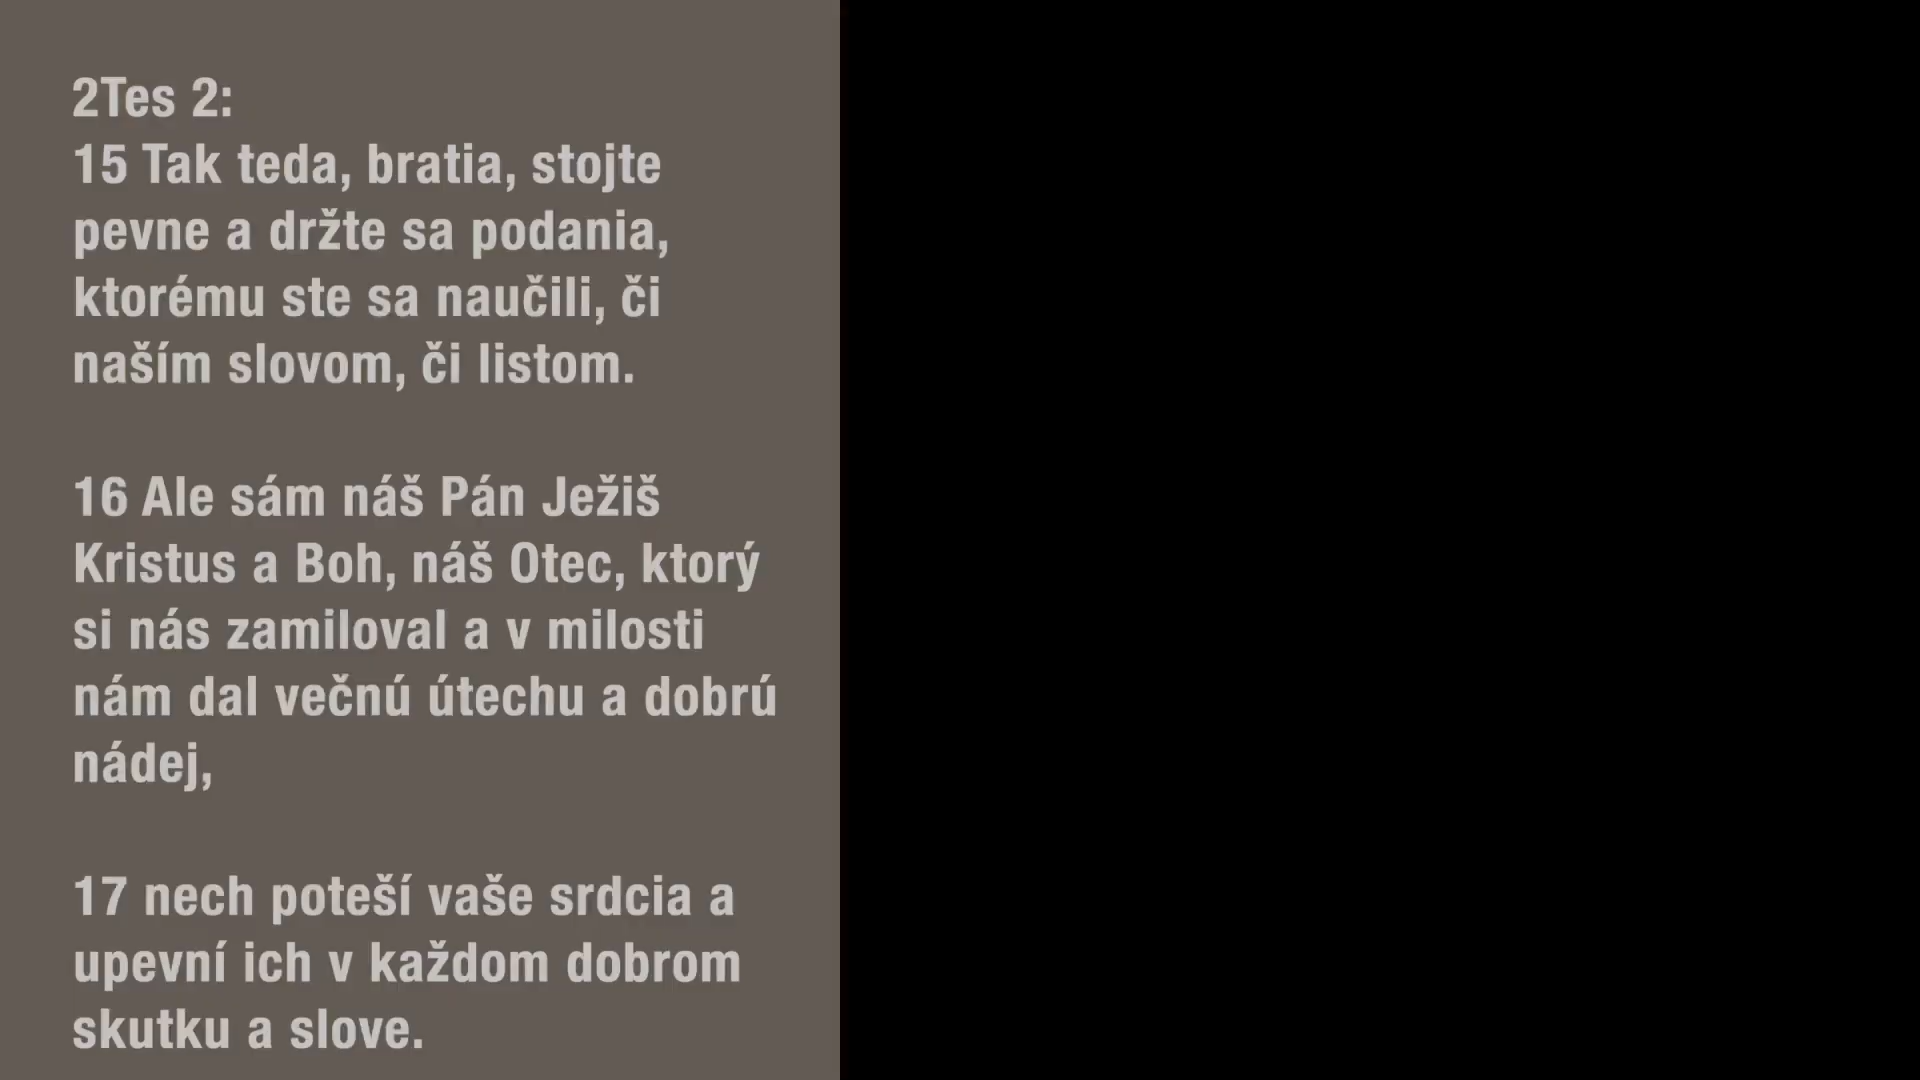 2Tes 2:
15 Tak teda, bratia, stojte
pevne a držte sa podania,
ktorému ste sa naučili, či
naším slovom, či listom.
16 Ale sám náš Pán Ježiš
Kristus a Boh, náš Otec, ktorý
si nás zamiloval a v milosti
nám dal večnú útechu a dobrú
nádej,
17 nech poteší vaše srdcia a
upevní ich v každom dobrom
skutku a slove.